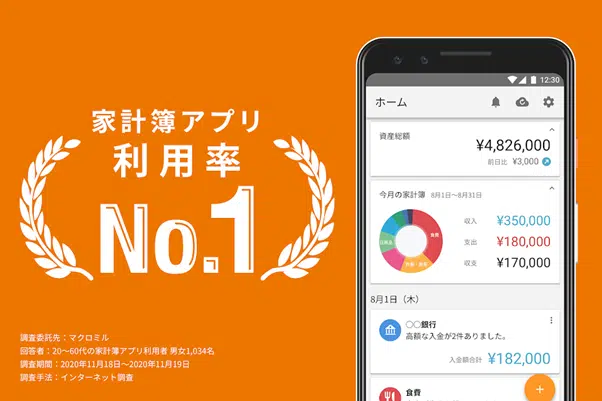 家計簿アプリ
利用率
No.1
調査委託先：マクロミル
回答者：20〜60代の家計簿アプリ利用者 男女1,034名
調査期間：2020年11月18日〜2020年11月19日
調査手法：インターネット調査
12:30
ホーム
資産総額
¥4,826,000
前日比 ¥3,000
今月の家計簿 8月1日〜8月31日
食費
日用品
収入 ¥350,000
支出 ¥180,000
収支 ¥170,000
8月1日（木）
〇〇銀行
高額な入金が2件ありました。
入金額合計 ¥182,000
食費